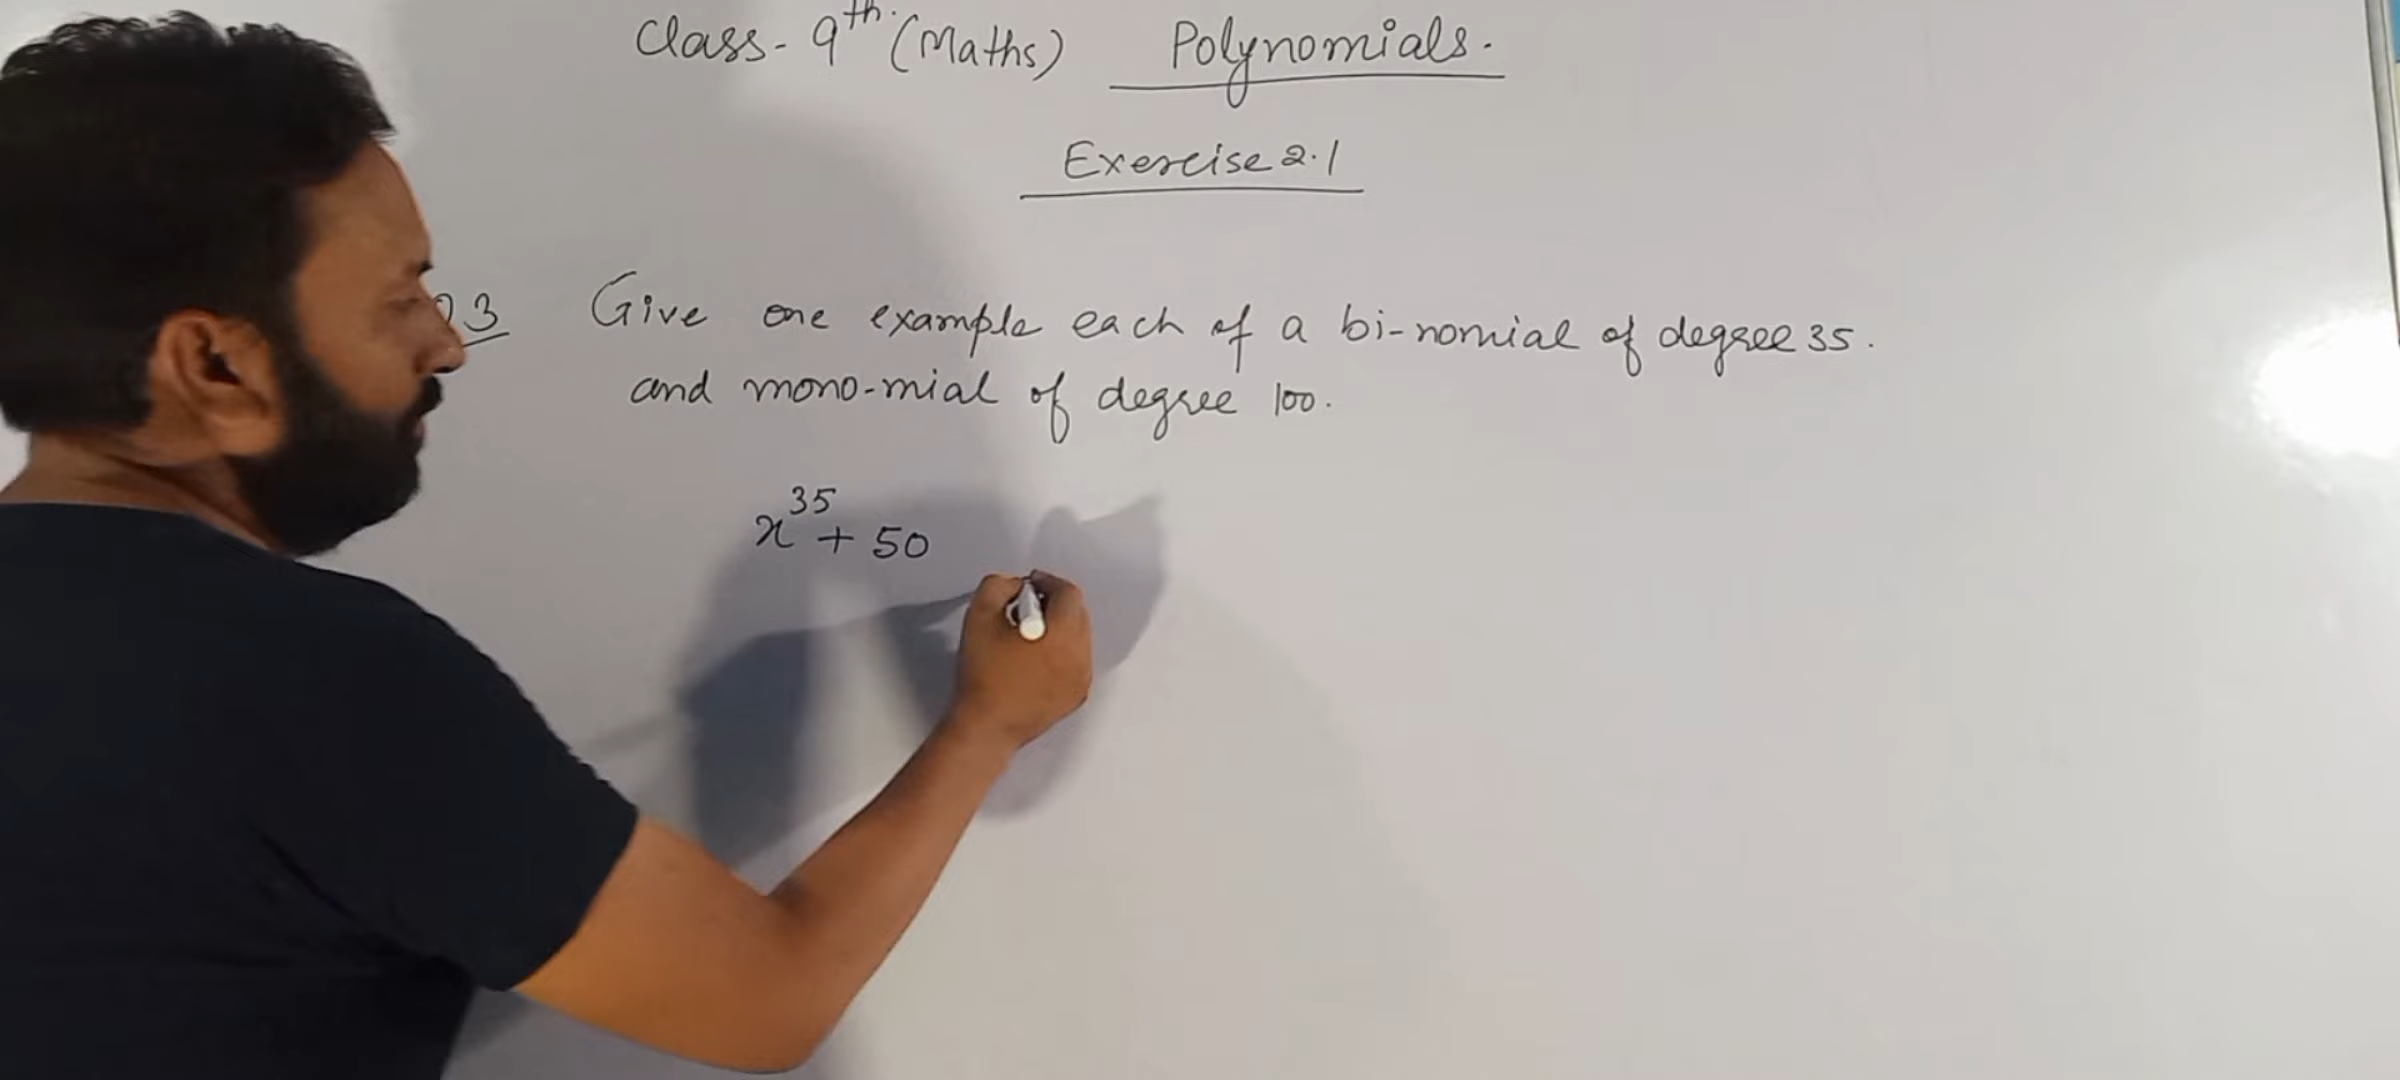 Class - 9th. (Maths) Polynomials.
Exercise 2.1
Q3 Give one example each of a bi-nomial of degree 35.
and mono-mial of degree 100.
x³⁵ + 50